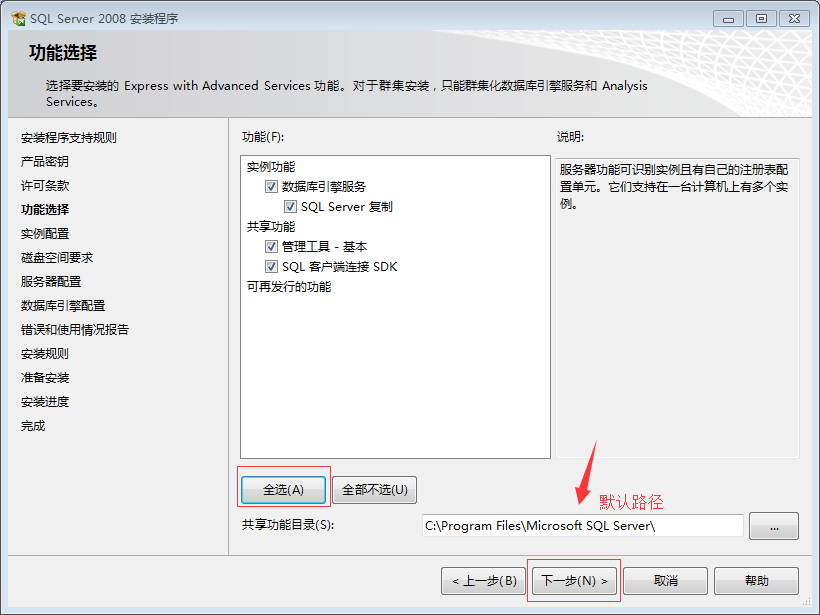 SQL Server 2008 安装程序
功能选择
选择要安装的 Express with Advanced Services 功能。对于群集安装，只能群集化数据库引擎服务和 Analysis
Services。
安装程序支持规则
产品密钥
许可条款
功能选择
实例配置
磁盘空间要求
服务器配置
数据库引擎配置
错误和使用情况报告
安装规则
准备安装
安装进度
完成
功能(F):
实例功能
数据库引擎服务
SQL Server 复制
共享功能
管理工具 - 基本
SQL 客户端连接 SDK
可再发行的功能
说明:
服务器功能可识别实例且有自己的注册表配
置单元。它们支持在一台计算机上有多个实
例。
全选(A)
全部不选(U)
默认路径
共享功能目录(S):
C:\Program Files\Microsoft SQL Server\
...
< 上一步(B)
下一步(N) >
取消
帮助